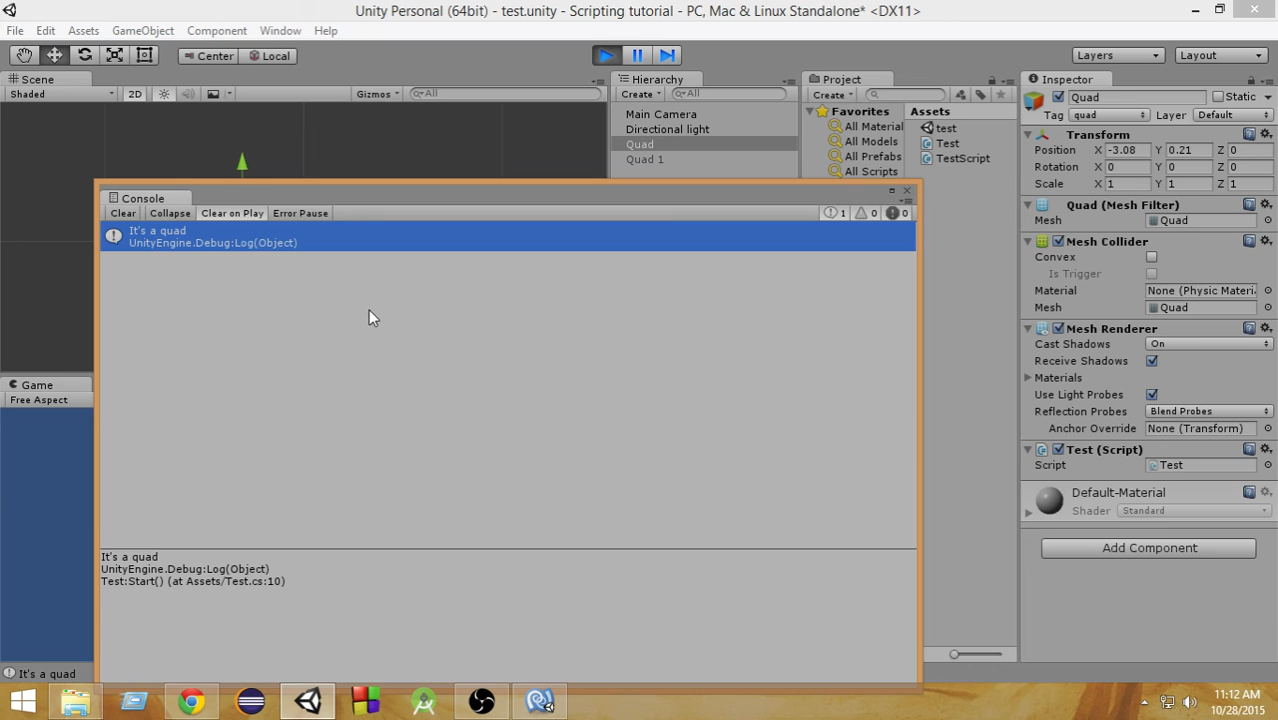 Unity Personal (64bit) - test.unity - Scripting tutorial - PC, Mac & Linux Standalone* <DX11>
File Edit Assets GameObject Component Window Help
Center Local Layers Layout
Scene
Shaded 2D Gizmos All
Hierarchy
Create All
Main Camera
Directional light
Quad
Quad 1
Project
Create
Favorites
All Material
All Models
All Prefabs
All Scripts
Assets
test
Test
TestScript
Inspector
Quad Static
Tag quad Layer Default
Transform
Position X -3.08 Y 0.21 Z 0
Rotation X 0 Y 0 Z 0
Scale X 1 Y 1 Z 1
Quad (Mesh Filter)
Mesh Quad
Mesh Collider
Convex
Is Trigger
Material None (Physic Materi
Mesh Quad
Mesh Renderer
Cast Shadows On
Receive Shadows
Materials
Use Light Probes
Reflection Probes Blend Probes
Anchor Override None (Transform)
Test (Script)
Script Test
Default-Material
Shader Standard
Add Component
Console
Clear Collapse Clear on Play Error Pause 1 0 0
It's a quad
UnityEngine.Debug:Log(Object)
It's a quad
UnityEngine.Debug:Log(Object)
Test:Start() (at Assets/Test.cs:10)
Game
Free Aspect
It's a quad
11:12 AM
10/28/2015